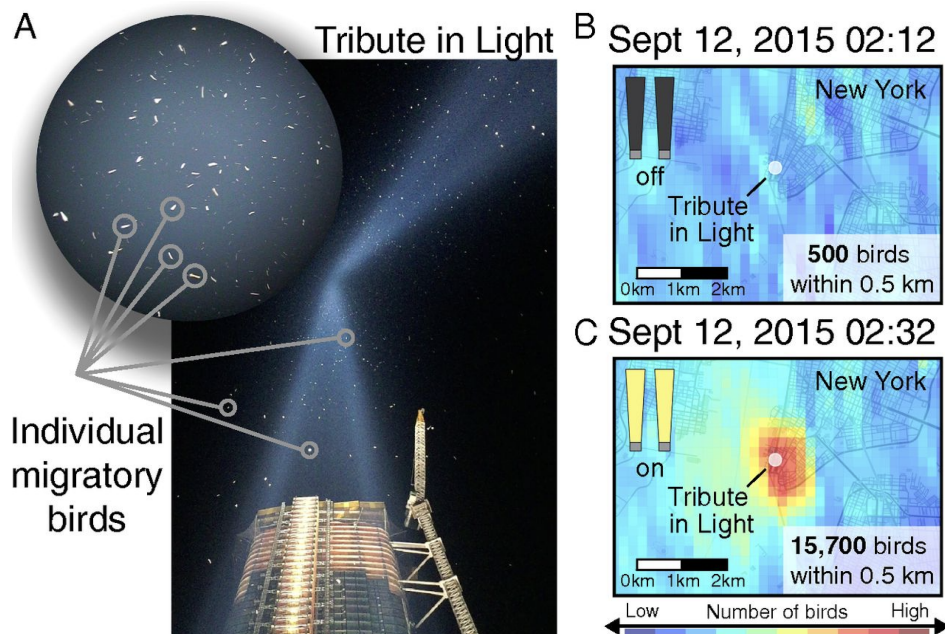 A
Tribute in Light
Individual
migratory
birds
B
Sept 12, 2015 02:12
New York
off
Tribute
in Light
500 birds
within 0.5 km
0km 1km 2km
C Sept 12, 2015 02:32
New York
on
Tribute
in Light
15,700 birds
within 0.5 km
0km 1km 2km
Low Number of birds High